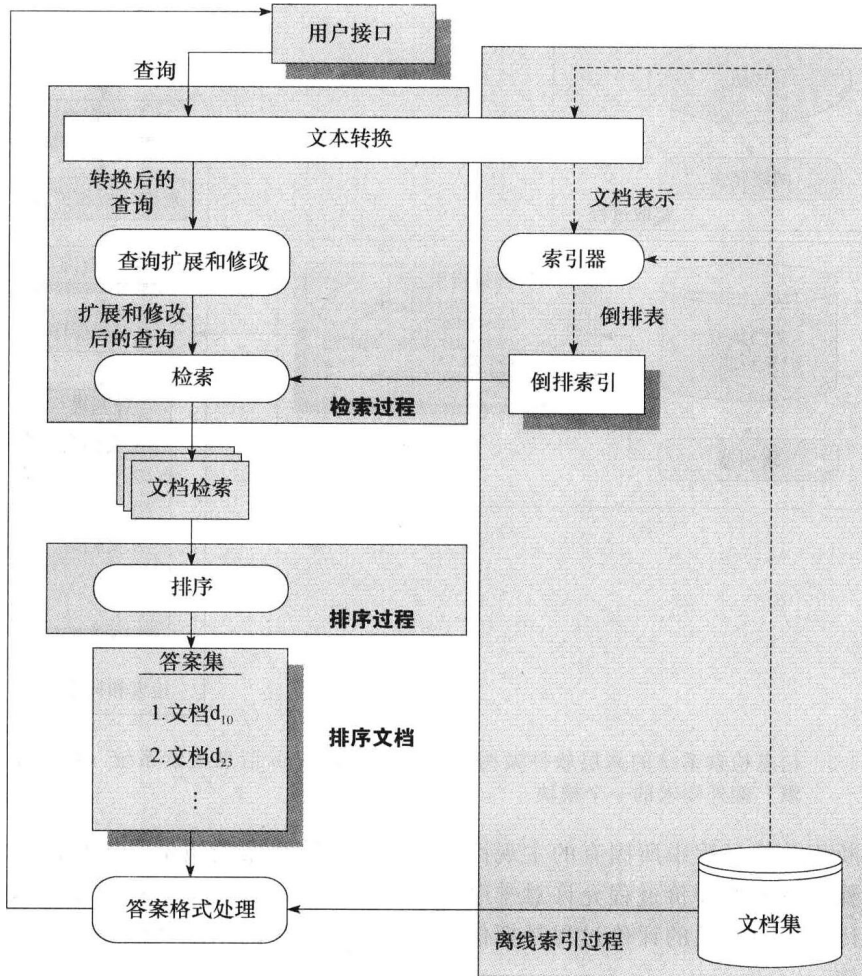 用户接口
查询
文本转换
转换后的
查询
文档表示
查询扩展和修改
索引器
扩展和修改
后的查询
倒排表
检索
倒排索引
检索过程
文档检索
排序
排序过程
答案集
1.文档d₁₀
2.文档d₂₃
⋮
排序文档
答案格式处理
文档集
离线索引过程